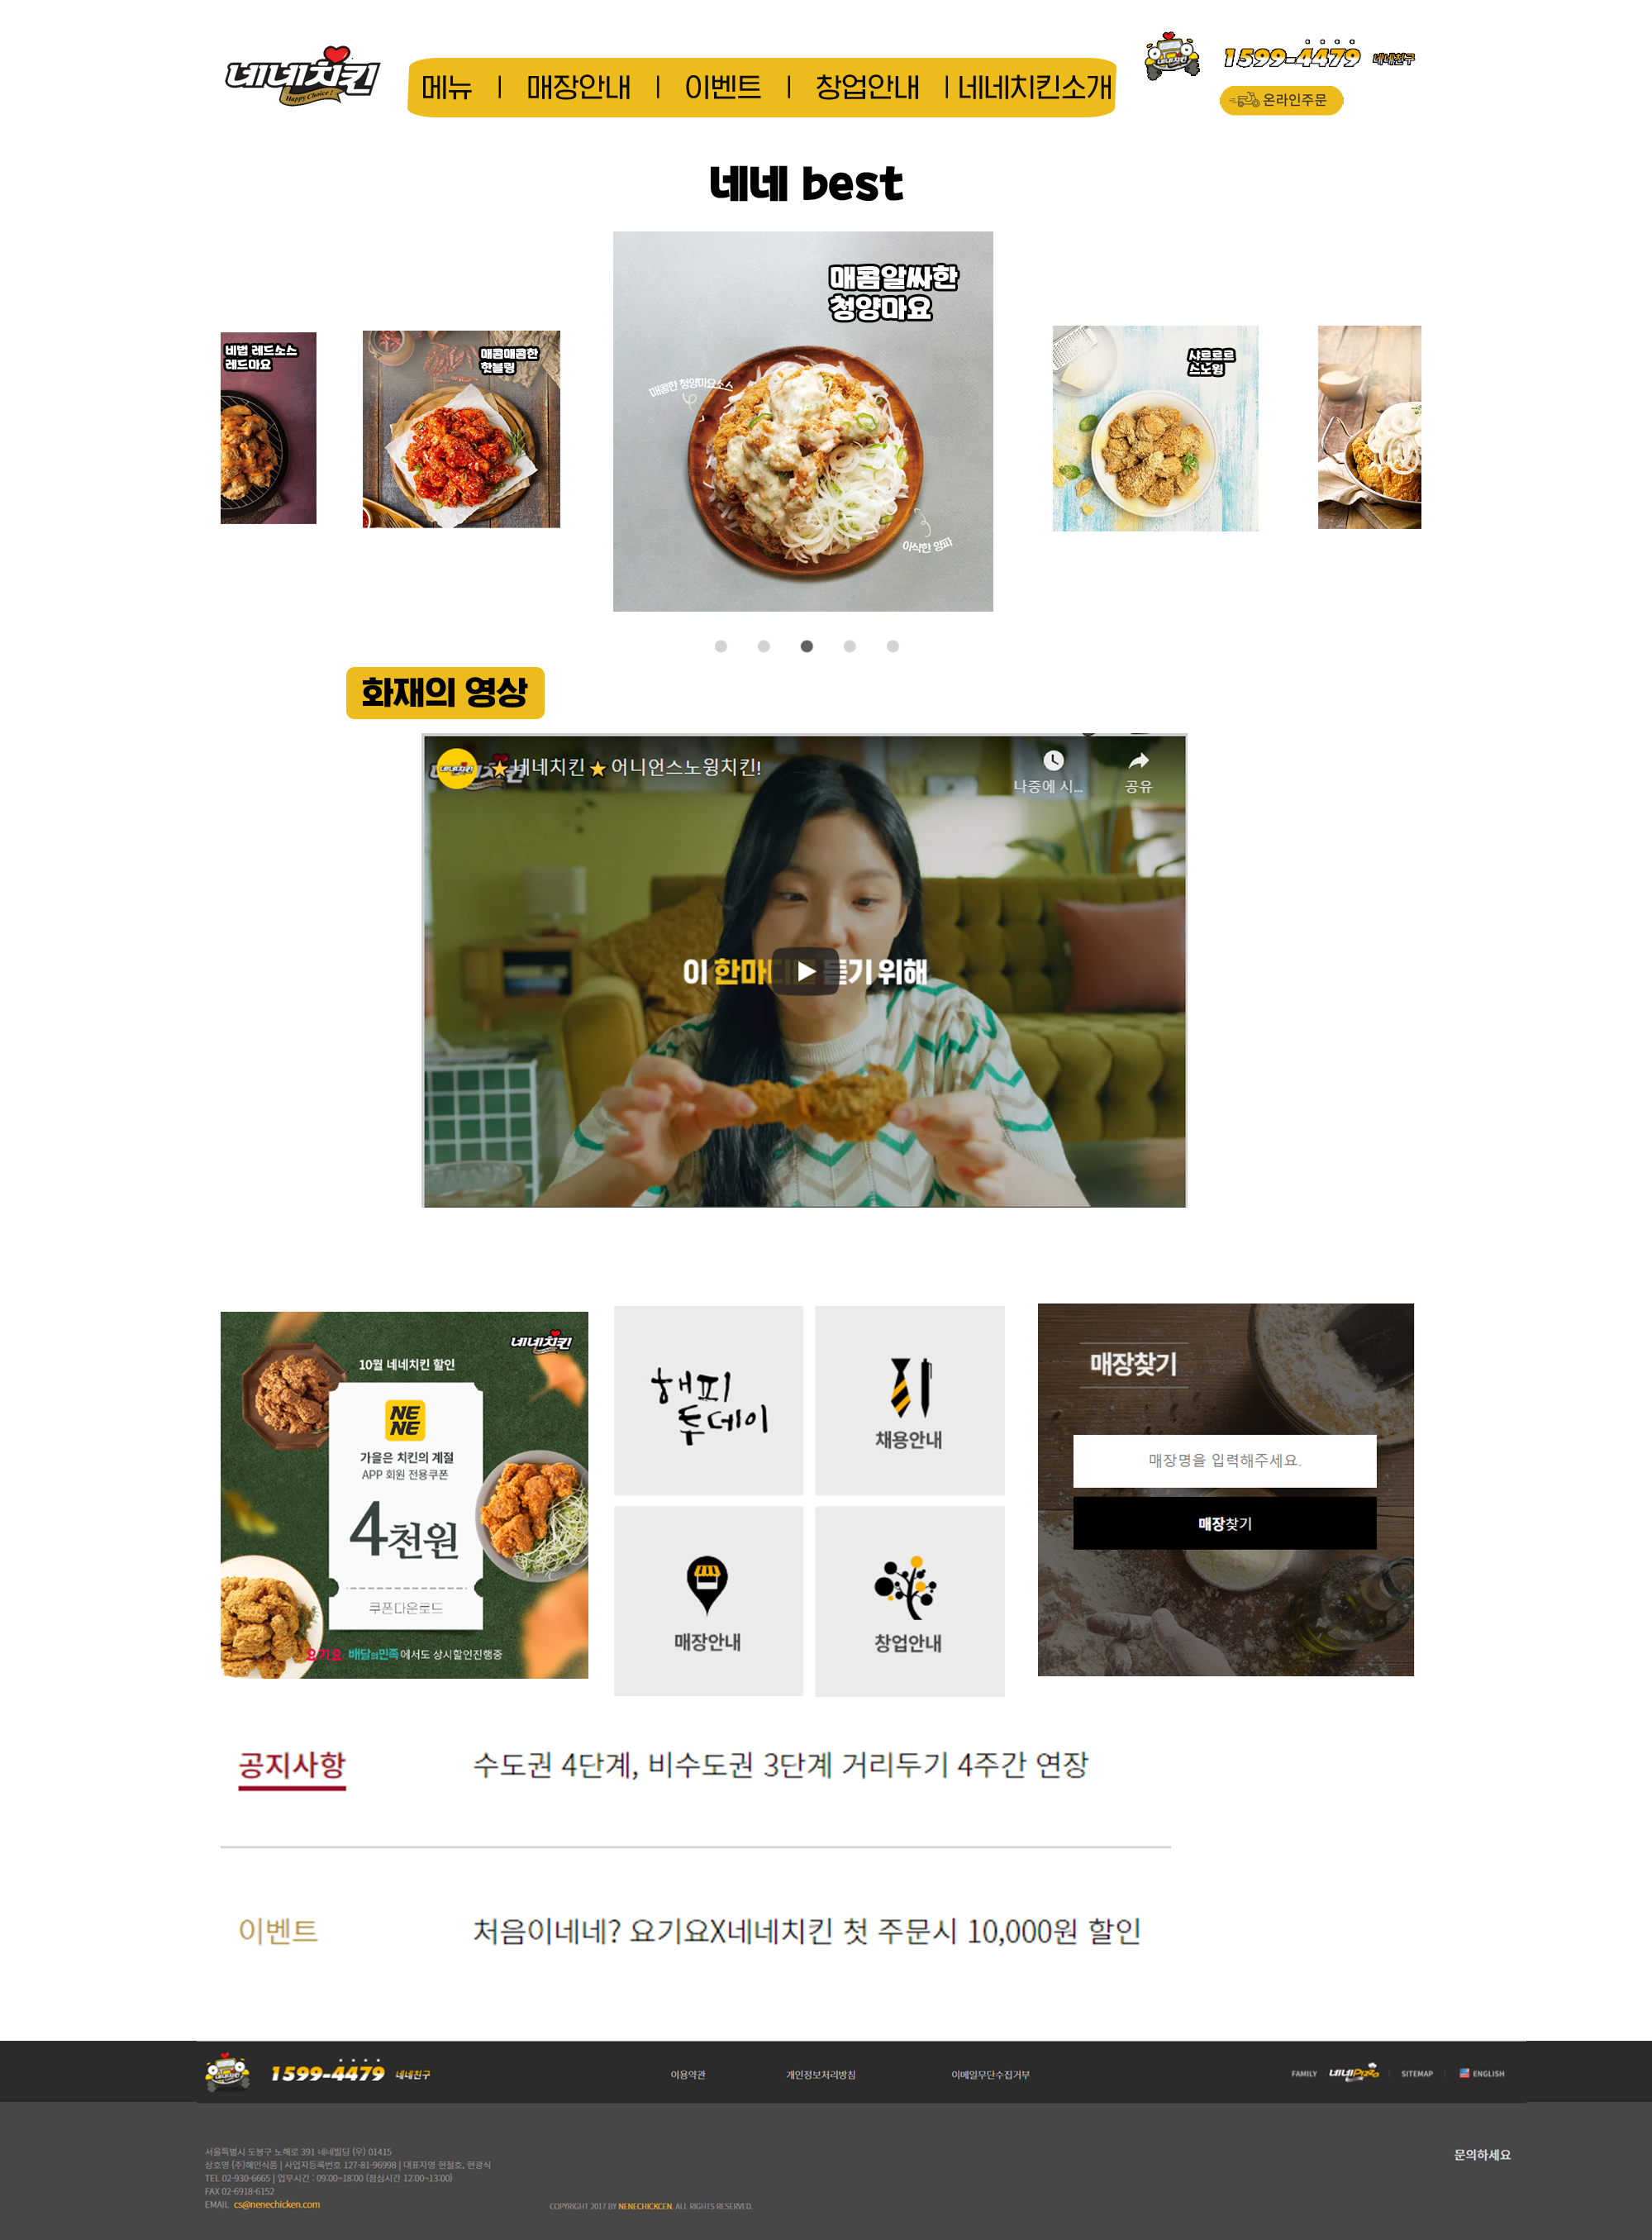 네네치킨
Happy Choice!
메뉴 | 매장안내 | 이벤트 | 창업안내 | 네네치킨소개
네네치킨
1599-4479 네네친구
온라인주문
네네 best
비법 레드소스
레드마요
매콤매콤한
핫블링
매콤알싸한
청양마요
매콤한 청양마요소스
아삭한 양파
샤르르르
스노윙
화재의 영상
네네치킨
★네네치킨★어니언스노윙치킨!
나중에 시...
공유
이 한마디를 듣기 위해
네네치킨
10월 네네치킨 할인
NE
NE
가을은 치킨의 계절
APP 회원 전용쿠폰
4천원
쿠폰다운로드
요기요 배달의민족 에서도 상시할인진행중
해피
투데이
채용안내
매장안내
창업안내
매장찾기
매장명을 입력해주세요.
매장찾기
공지사항
수도권 4단계, 비수도권 3단계 거리두기 4주간 연장
이벤트
처음이네네? 요기요X네네치킨 첫 주문시 10,000원 할인
1599-4479 네네친구
이용약관
개인정보처리방침
이메일무단수집거부
FAMILY 네네Pizza | SITEMAP | ENGLISH
서울특별시 도봉구 노해로 391 네네빌딩 (우) 01415
상호명 (주)혜인식품 | 사업자등록번호 127-81-96998 | 대표자명 현철호, 현광식
TEL 02-930-6665 | 업무시간 : 09:00~18:00 (점심시간 12:00~13:00)
FAX 02-6918-6152
EMAIL cs@nenechicken.com
COPYRIGHT 2017 BY NENECHICKCEN. ALL RIGHTS RESERVED.
문의하세요